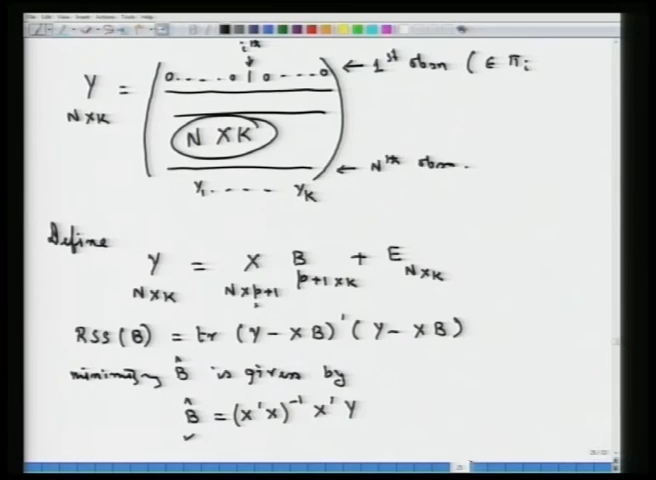 i th
0 . . . . 0 1 0 . . . . 0 ← 1st obsn ( ∈ πi
Y =
N×K
N × K
← Nth obsn.
Y1 . . . . . YK
Define
Y = X B + E
N×K N×p+1 p+1×K N×K
RSS(B) = tr (Y - XB)' (Y - XB)
minimizing B̂ is given by
B̂ = (X'X)⁻¹ X' Y